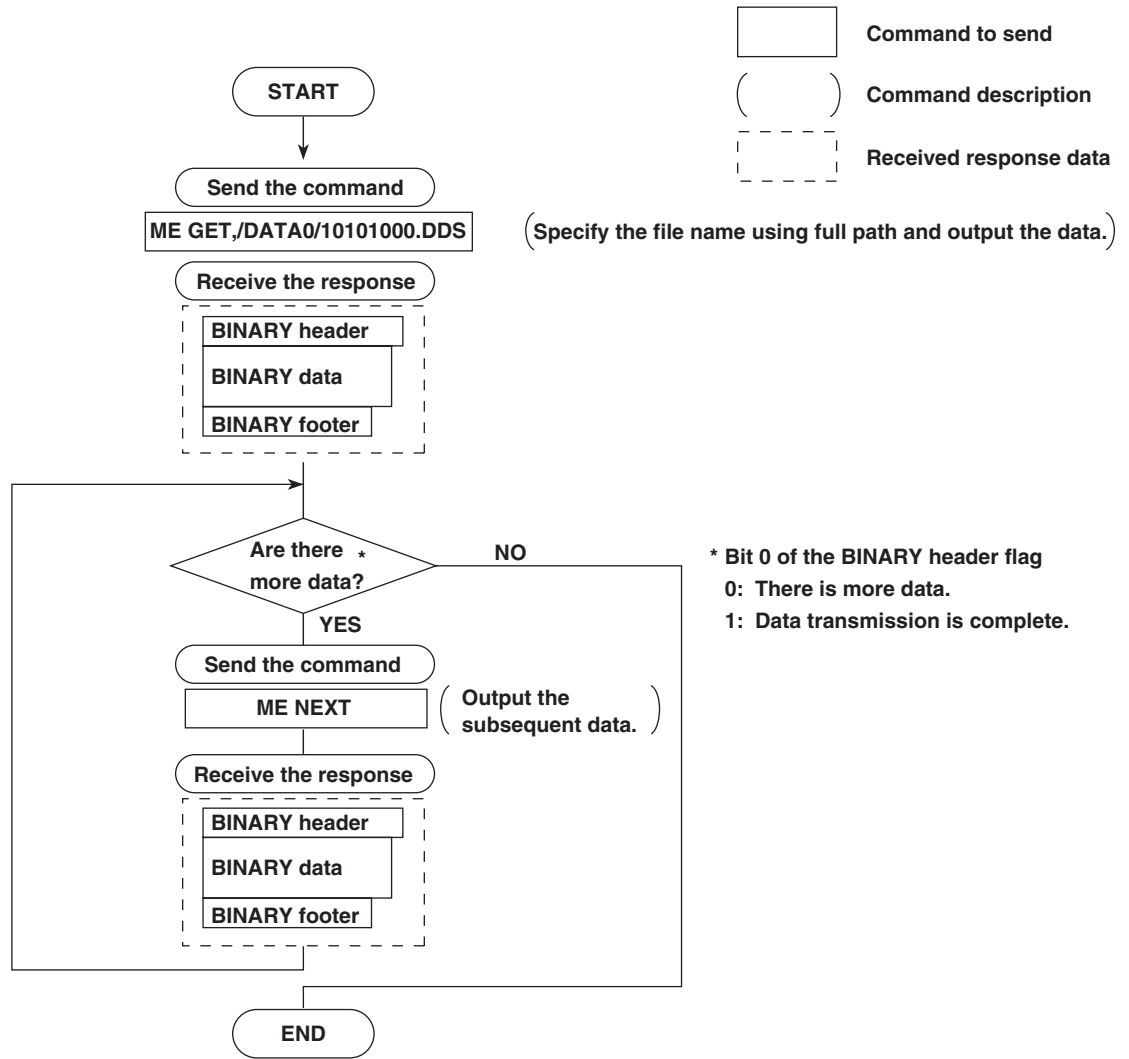 Command to send
Command description
Received response data
START
Send the command
ME GET,/DATA0/10101000.DDS
Specify the file name using full path and output the data.
Receive the response
BINARY header
BINARY data
BINARY footer
Are there *
more data?
NO
YES
* Bit 0 of the BINARY header flag
0: There is more data.
1: Data transmission is complete.
Send the command
ME NEXT
Output the
subsequent data.
Receive the response
BINARY header
BINARY data
BINARY footer
END